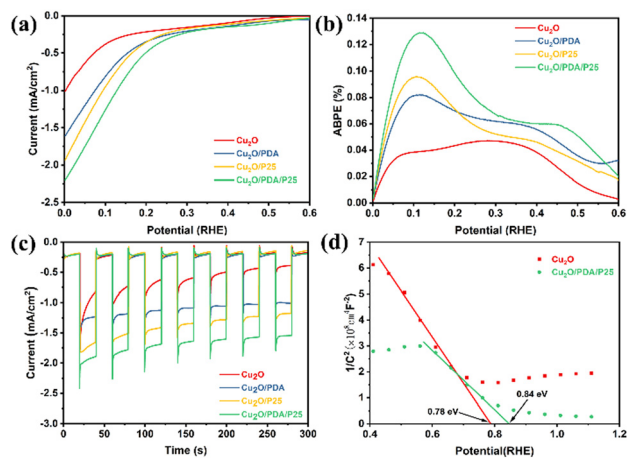 (a)
0.0
-0.5
-1.0
-1.5
-2.0
-2.5
Current (mA/cm²)
0.0 0.1 0.2 0.3 0.4 0.5 0.6
Potential (RHE)
Cu₂O
Cu₂O/PDA
Cu₂O/P25
Cu₂O/PDA/P25
(b)
0.14
0.12
0.10
0.08
0.06
0.04
0.02
0.00
ABPE (%)
0.0 0.1 0.2 0.3 0.4 0.5 0.6
Potential (RHE)
Cu₂O
Cu₂O/PDA
Cu₂O/P25
Cu₂O/PDA/P25
(c)
0.0
-0.5
-1.0
-1.5
-2.0
-2.5
-3.0
-3.5
-4.0
Current (mA/cm²)
0 50 100 150 200 250 300
Time (s)
Cu₂O
Cu₂O/PDA
Cu₂O/P25
Cu₂O/PDA/P25
(d)
7
6
5
4
3
2
1
0
1/C² (×10⁸cm⁴F⁻²)
0.4 0.6 0.8 1.0 1.2
Potential(RHE)
Cu₂O
Cu₂O/PDA/P25
0.78 eV
0.84 eV